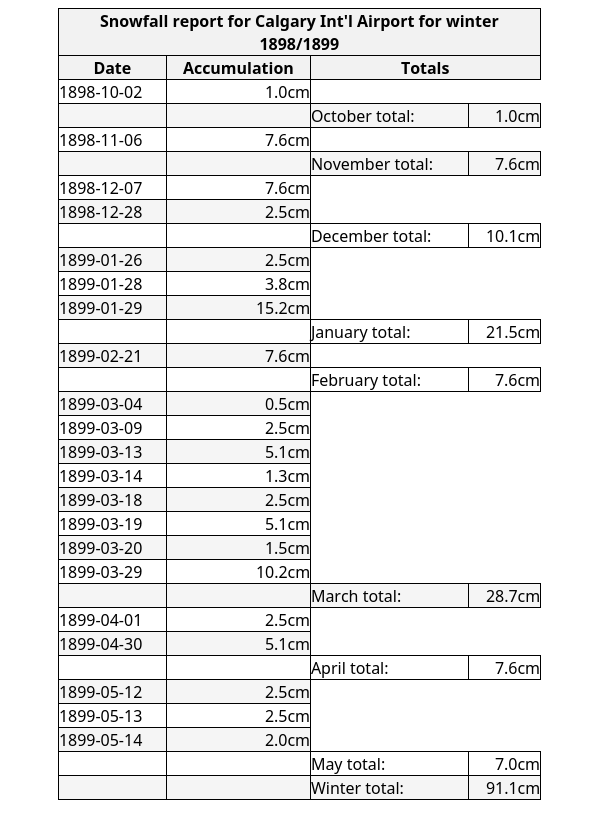 Snowfall report for Calgary Int'l Airport for winter
1898/1899
Date Accumulation Totals
1898-10-02 1.0cm
October total: 1.0cm
1898-11-06 7.6cm
November total: 7.6cm
1898-12-07 7.6cm
1898-12-28 2.5cm
December total: 10.1cm
1899-01-26 2.5cm
1899-01-28 3.8cm
1899-01-29 15.2cm
January total: 21.5cm
1899-02-21 7.6cm
February total: 7.6cm
1899-03-04 0.5cm
1899-03-09 2.5cm
1899-03-13 5.1cm
1899-03-14 1.3cm
1899-03-18 2.5cm
1899-03-19 5.1cm
1899-03-20 1.5cm
1899-03-29 10.2cm
March total: 28.7cm
1899-04-01 2.5cm
1899-04-30 5.1cm
April total: 7.6cm
1899-05-12 2.5cm
1899-05-13 2.5cm
1899-05-14 2.0cm
May total: 7.0cm
Winter total: 91.1cm